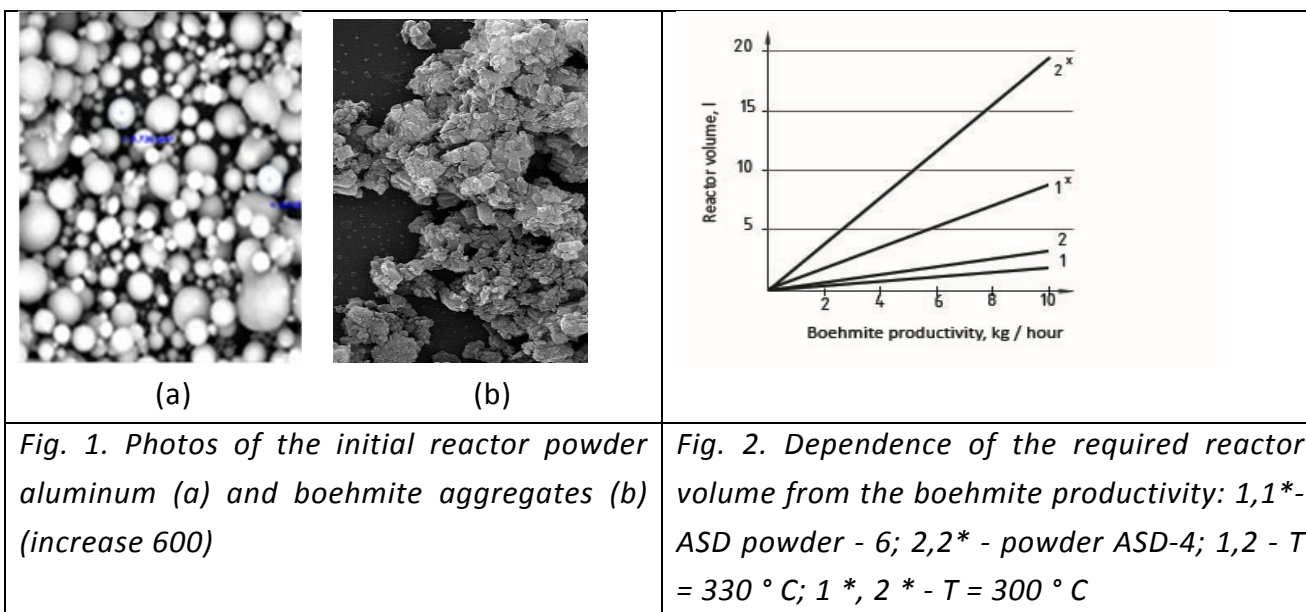 (a)
(b)
Fig. 1. Photos of the initial reactor powder
aluminum (a) and boehmite aggregates (b)
(increase 600)
20
15
10
5
Reactor volume, l
2 x
1 x
2
1
2
4
6
8
10
Boehmite productivity, kg / hour
Fig. 2. Dependence of the required reactor
volume from the boehmite productivity: 1,1*-
ASD powder - 6; 2,2* - powder ASD-4; 1,2 - T
= 330 ° C; 1 *, 2 * - T = 300 ° C